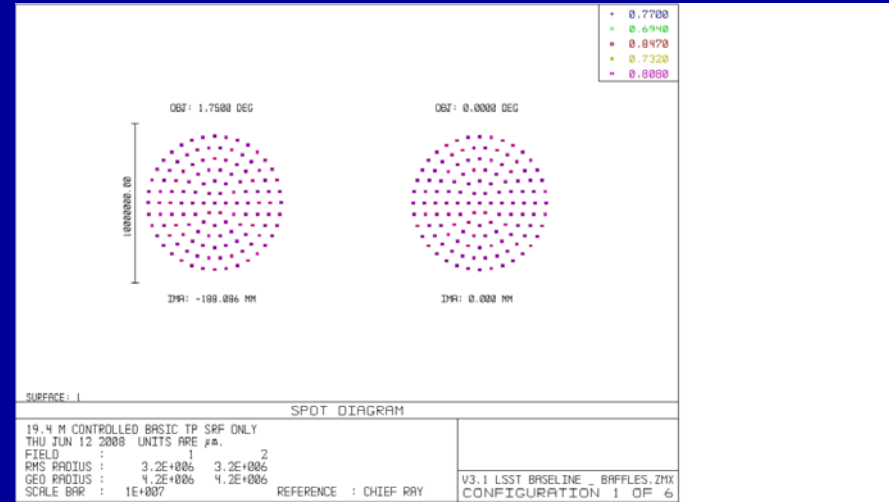 0.7700
0.6940
0.8470
0.7320
0.8080
OBJ: 1.7500 DEG
OBJ: 0.0000 DEG
10000000.00
IMA: -188.086 MM
IMA: 0.000 MM
SURFACE: 1
SPOT DIAGRAM
19.4 M CONTROLLED BASIC TP SRF ONLY
THU JUN 12 2008 UNITS ARE µm.
FIELD : 1 2
RMS RADIUS : 3.2E+006 3.2E+006
GEO RADIUS : 4.2E+006 4.2E+006
SCALE BAR : 1E+007 REFERENCE : CHIEF RAY
V3.1 LSST BASELINE _ BAFFLES.ZMX
CONFIGURATION 1 OF 6